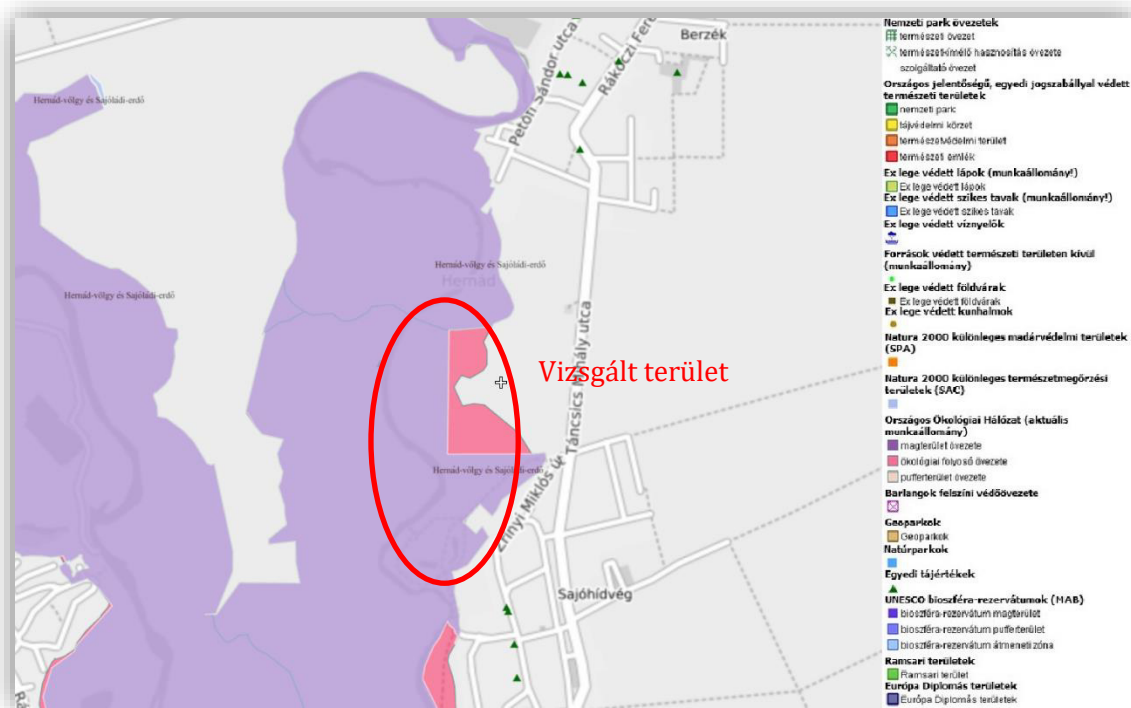 Petőfi Sándor utca
Rákóczi Fere
Berzék
Hernád-völgy és Sajóládi-erdő
Hernád-völgy és Sajóládi-erdő
Hernád
Hernád-völgy és Sajóládi-erdő
Vizsgált terület
Táncsics Mihály utca
Hernád-völgy és Sajóládi-erdő
Zrínyi Miklós ú
Sajóhídvég
Rá
Nemzeti park övezetek
természeti övezet
természetkímélő hasznosítás övezete
szolgáltató övezet
Országos jelentőségű, egyedi jogszabállyal védett
természeti területek
nemzeti park
tájvédelmi körzet
természetvédelmi terület
természeti emlék
Ex lege védett lápok (munkaállomány!)
Ex lege védett lápok
Ex lege védett szikes tavak (munkaállomány!)
Ex lege védett szikes tavak
Ex lege védett víznyelők
Források védett természeti területen kívül
(munkaállomány)
Ex lege védett földvárak
Ex lege védett földvárak
Ex lege védett kunhalmok
Natura 2000 különleges madárvédelmi területek
(SPA)
Natura 2000 különleges természetmegőrzési
területek (SAC)
Országos Ökológiai Hálózat (aktuális
munkaállomány)
magterület övezete
ökológiai folyosó övezete
pufferterület övezete
Barlangok felszíni védőövezete
Geoparkok
Geoparkok
Natúrparkok
Egyedi tájértékek
UNESCO bioszféra-rezervátumok (MAB)
bioszféra-rezervátum magterület
bioszféra-rezervátum pufferterület
bioszféra-rezervátum átmeneti zóna
Ramsari területek
Ramsari terület
Európa Diplomás területek
Európa Diplomás területek